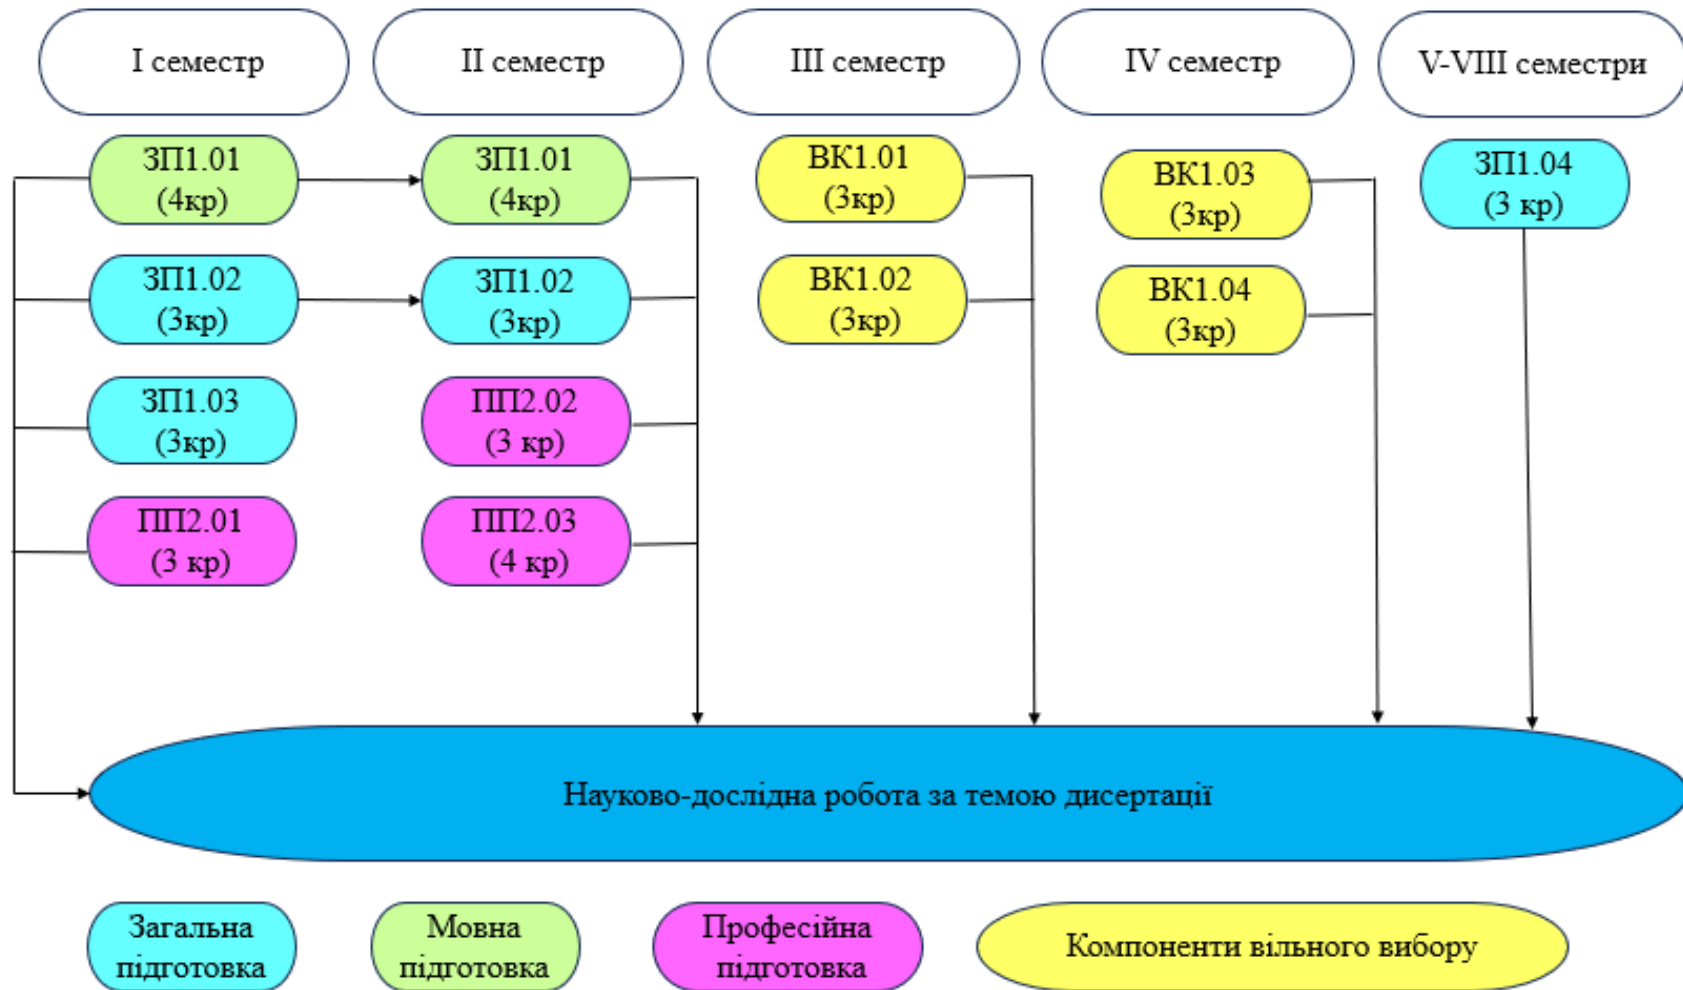 I семестр
II семестр
III семестр
IV семестр
V-VIII семестри
ЗП1.01
(4кр)
ЗП1.01
(4кр)
ВК1.01
(3кр)
ВК1.03
(3кр)
ЗП1.04
(3 кр)
ЗП1.02
(3кр)
ЗП1.02
(3кр)
ВК1.02
(3кр)
ВК1.04
(3кр)
ЗП1.03
(3кр)
ПП2.02
(3 кр)
ПП2.01
(3 кр)
ПП2.03
(4 кр)
Науково-дослідна робота за темою дисертації
Загальна
підготовка
Мовна
підготовка
Професійна
підготовка
Компоненти вільного вибору